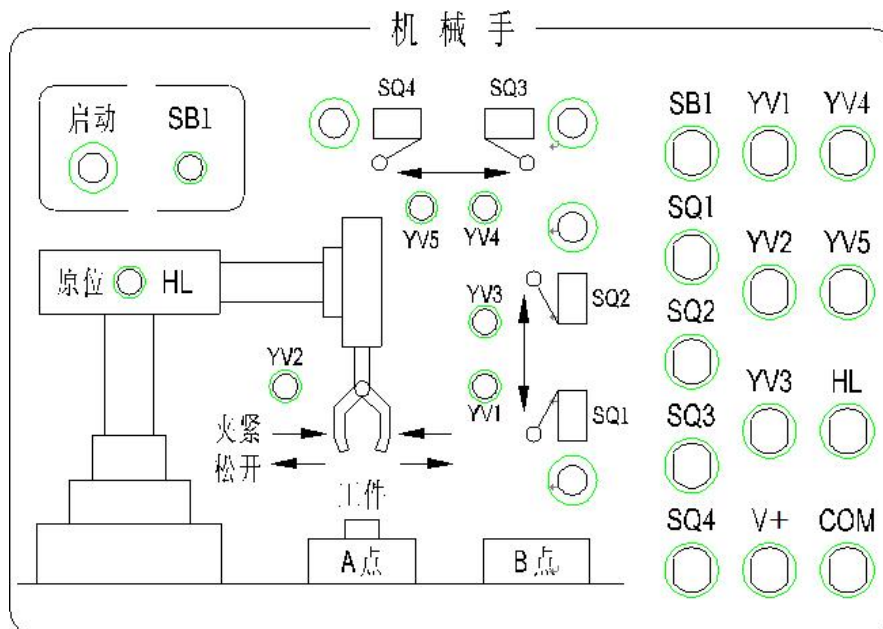 机械手
SQ4 SQ3
启动 SB1
SB1 YV1 YV4
YV5 YV4
SQ1
YV2 YV5
原位 HL
YV3 SQ2
SQ2
YV2
YV3 HL
YV1 SQ1
SQ3
夹紧
松开
工件
SQ4 V+ COM
A点 B点